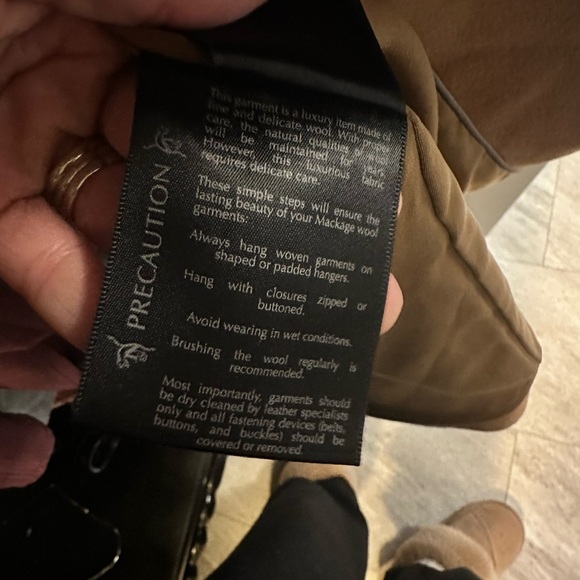 This garment is a luxury item made of
fine and delicate wool. With proper
care, the natural qualities of wool
will be maintained for years.
However, this luxurious fabric
requires delicate care.
These simple steps will ensure the
lasting beauty of your Mackage wool
garments:
Always hang woven garments on
shaped or padded hangers.
Hang with closures zipped or
buttoned.
Avoid wearing in wet conditions.
Brushing the wool regularly is
recommended.
Most importantly, garments should
be dry cleaned by leather specialists
only and all fastening devices (belts,
buttons, and buckles) should be
covered or removed.
PRECAUTION